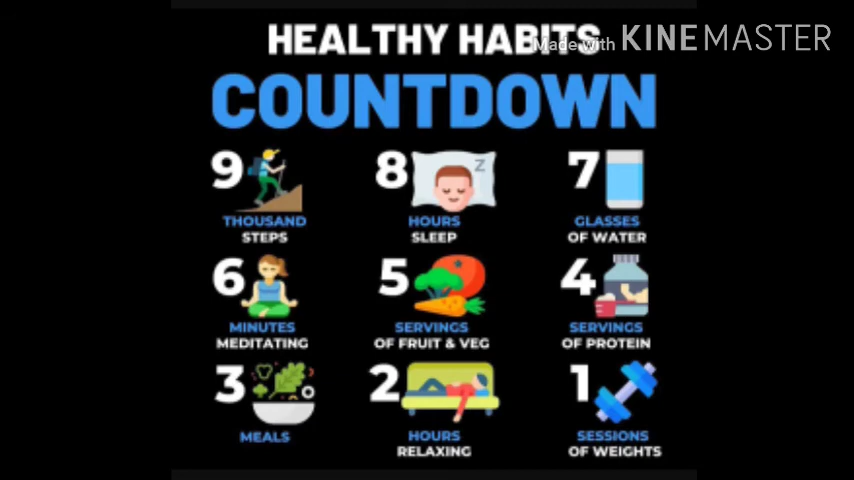 HEALTHY HABITS
Made with KINEMASTER
COUNTDOWN
9
THOUSAND
STEPS
8
Z
HOURS
SLEEP
7
GLASSES
OF WATER
6
MINUTES
MEDITATING
5
SERVINGS
OF FRUIT & VEG
4
SERVINGS
OF PROTEIN
3
MEALS
2
HOURS
RELAXING
1
SESSIONS
OF WEIGHTS